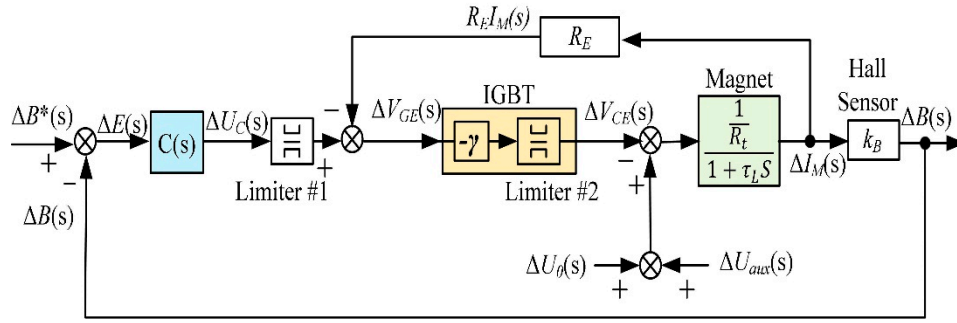 R_E I_M(s)
R_E
Magnet
Hall
Sensor
IGBT
ΔB*(s)
ΔE(s)
ΔU_C(s)
ΔV_GE(s)
ΔV_CE(s)
ΔB(s)
C(s)
-γ
1
R_t
1 + τ_L S
k_B
ΔI_M(s)
+
−
−
+
−
+
Limiter #1
Limiter #2
ΔB(s)
ΔU_0(s)
ΔU_aux(s)
+
+